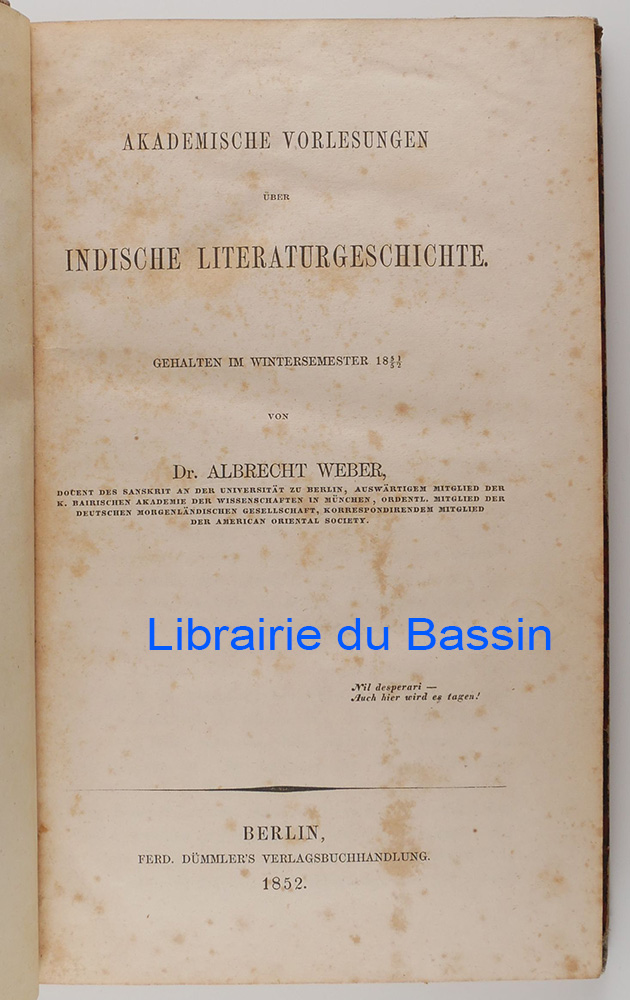 AKADEMISCHE VORLESUNGEN
ÜBER
INDISCHE LITERATURGESCHICHTE.
GEHALTEN IM WINTERSEMESTER 18 51/52
VON
Dr. ALBRECHT WEBER,
DOCENT DES SANSKRIT AN DER UNIVERSITÄT ZU BERLIN, AUSWÄRTIGEM MITGLIED DER
K. BAIRISCHEN AKADEMIE DER WISSENSCHAFTEN IN MÜNCHEN, ORDENTL. MITGLIED DER
DEUTSCHEN MORGENLÄNDISCHEN GESELLSCHAFT, KORRESPONDIRENDEM MITGLIED
DER AMERICAN ORIENTAL SOCIETY.
Librairie du Bassin
Nil desperari —
Auch hier wird es tagen!
BERLIN,
FERD. DÜMMLER'S VERLAGSBUCHHANDLUNG.
1852.